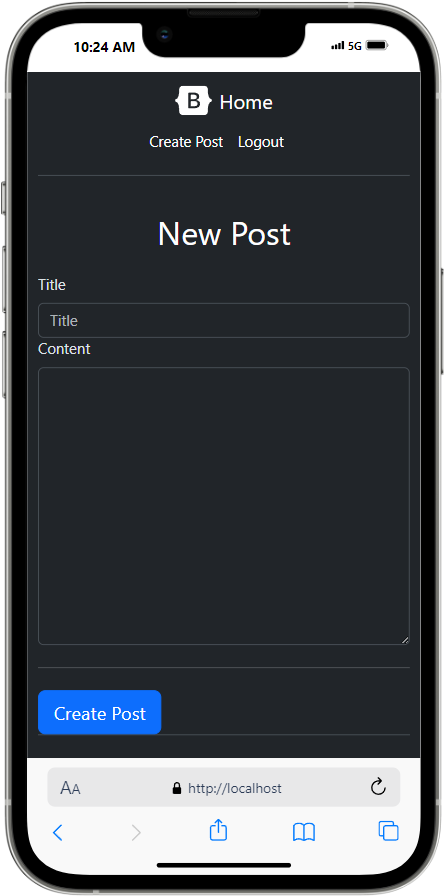 10:24 AM 5G
B Home
Create Post Logout
New Post
Title
Title
Content
Create Post
AA http://localhost